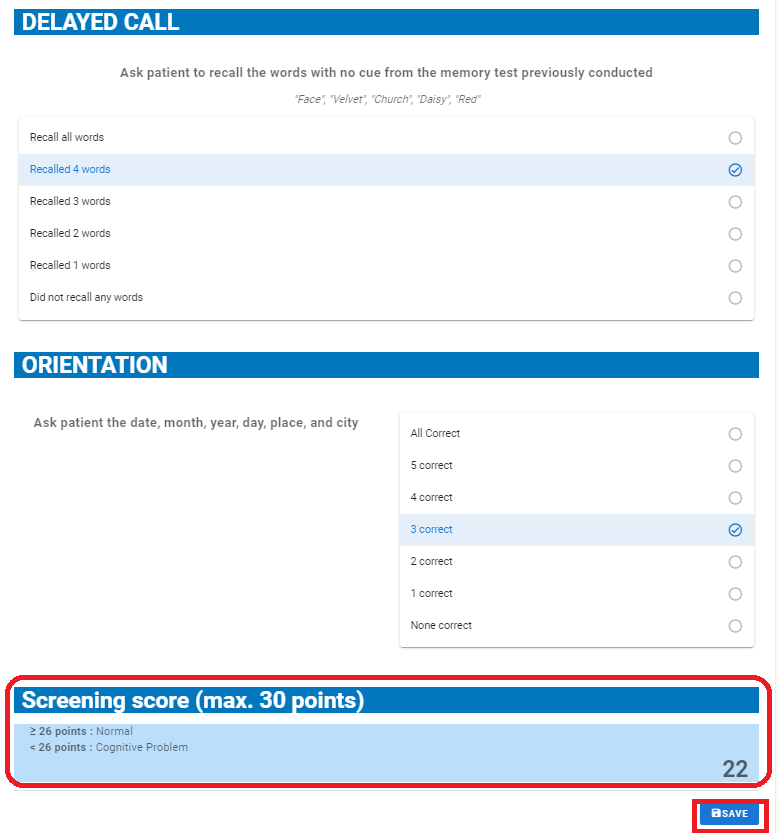 DELAYED CALL
Ask patient to recall the words with no cue from the memory test previously conducted
"Face", "Velvet", "Church", "Daisy", "Red"
Recall all words
Recalled 4 words
Recalled 3 words
Recalled 2 words
Recalled 1 words
Did not recall any words
ORIENTATION
Ask patient the date, month, year, day, place, and city
All Correct
5 correct
4 correct
3 correct
2 correct
1 correct
None correct
Screening score (max. 30 points)
≥ 26 points : Normal
< 26 points : Cognitive Problem
22
SAVE